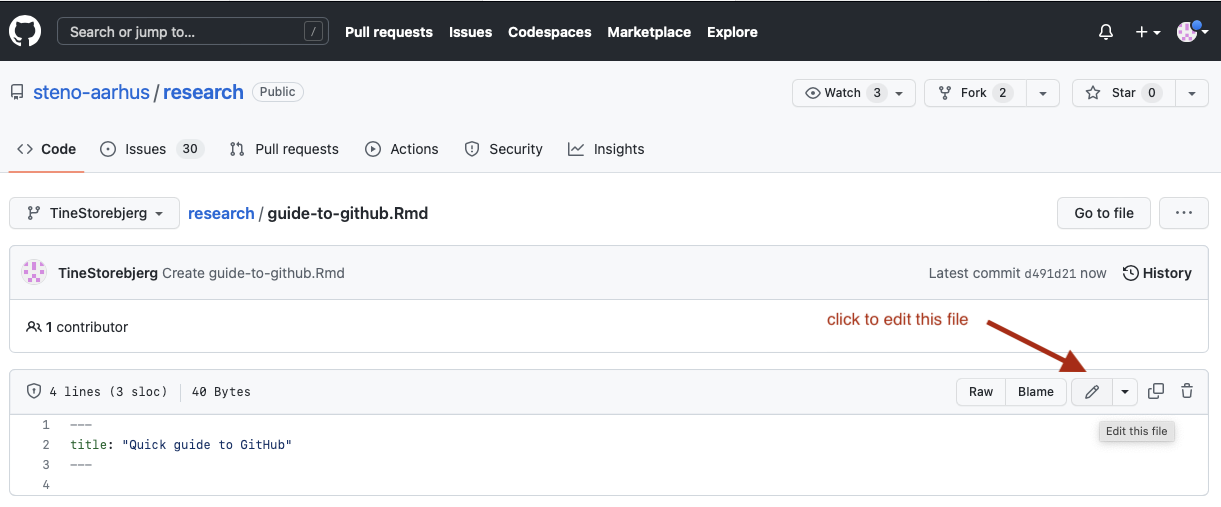 Search or jump to... /
Pull requests Issues Codespaces Marketplace Explore
steno-aarhus / research Public
Watch 3 Fork 2 Star 0
Code Issues 30 Pull requests Actions Security Insights
TineStorebjerg research / guide-to-github.Rmd Go to file ...
TineStorebjerg Create guide-to-github.Rmd Latest commit d491d21 now History
1 contributor
click to edit this file
4 lines (3 sloc) 40 Bytes Raw Blame
Edit this file
1 ---
2 title: "Quick guide to GitHub"
3 ---
4